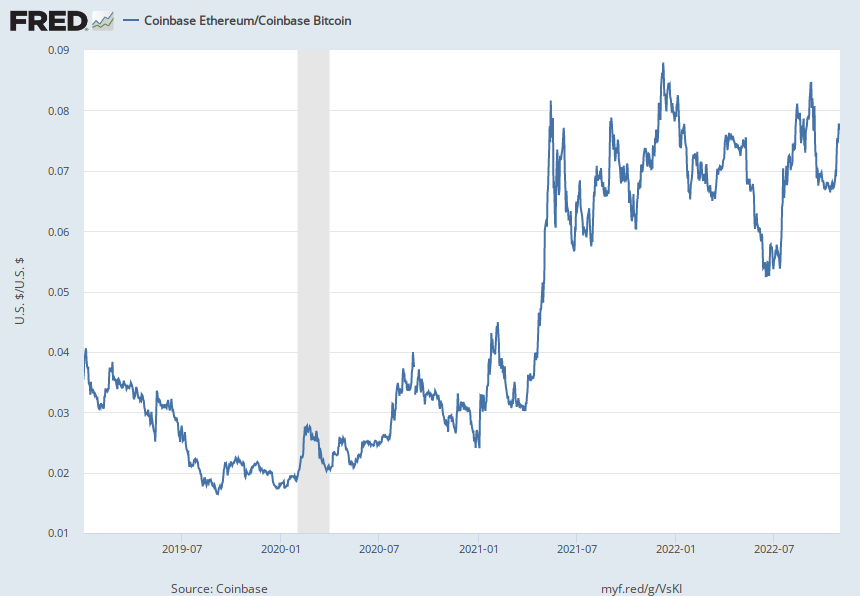 FRED Coinbase Ethereum/Coinbase Bitcoin
0.09
0.08
0.07
0.06
0.05
0.04
0.03
0.02
0.01
U.S. $/U.S. $
2019-07 2020-01 2020-07 2021-01 2021-07 2022-01 2022-07
Source: Coinbase myf.red/g/VsKl